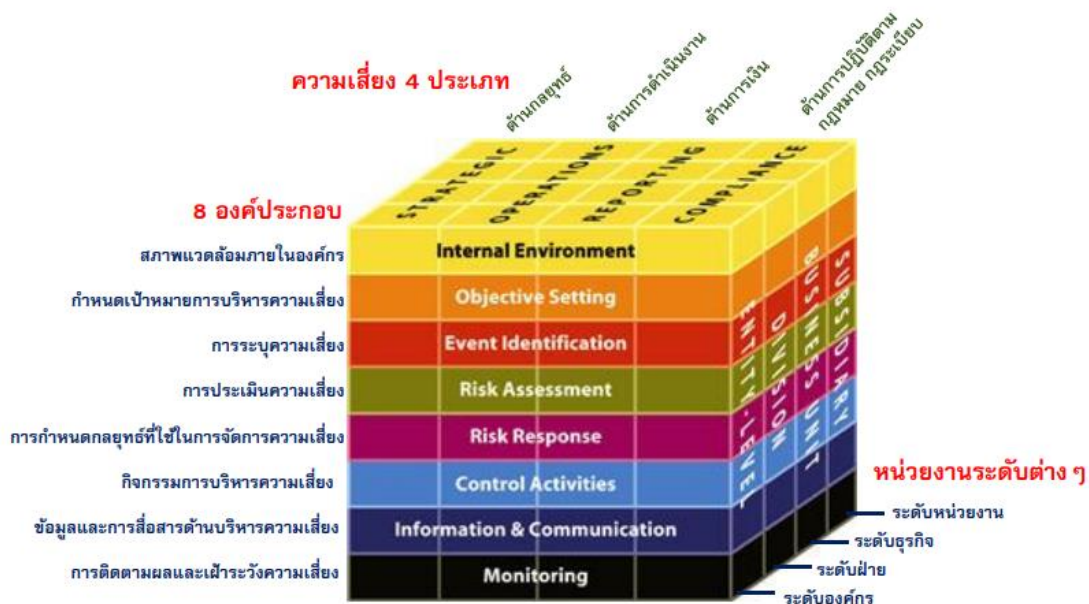 ความเสี่ยง 4 ประเภท
ด้านกลยุทธ์
ด้านการดำเนินงาน
ด้านการเงิน
ด้านการปฏิบัติตาม
กฎหมาย กฎระเบียบ
STRATEGIC
OPERATIONS
REPORTING
COMPLIANCE
8 องค์ประกอบ
สภาพแวดล้อมภายในองค์กร
Internal Environment
กำหนดเป้าหมายการบริหารความเสี่ยง
Objective Setting
การระบุความเสี่ยง
Event Identification
การประเมินความเสี่ยง
Risk Assessment
การกำหนดกลยุทธ์ที่ใช้ในการจัดการความเสี่ยง
Risk Response
กิจกรรมการบริหารความเสี่ยง
Control Activities
ข้อมูลและการสื่อสารด้านบริหารความเสี่ยง
Information & Communication
การติดตามผลและเฝ้าระวังความเสี่ยง
Monitoring
ENTITY-LEVEL
DIVISION
BUSINESS UNIT
SUBSIDIARY
หน่วยงานระดับต่าง ๆ
ระดับหน่วยงาน
ระดับธุรกิจ
ระดับฝ่าย
ระดับองค์กร